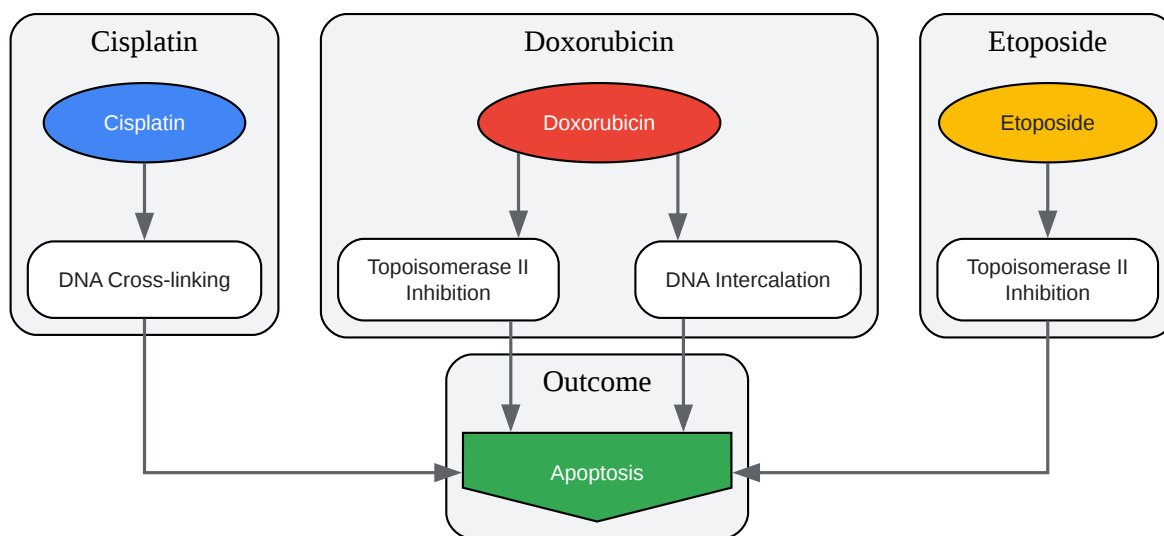 Cisplatin
Doxorubicin
Etoposide
Cisplatin
Doxorubicin
Etoposide
DNA Cross-linking
Topoisomerase II
Inhibition
DNA Intercalation
Topoisomerase II
Inhibition
Outcome
Apoptosis